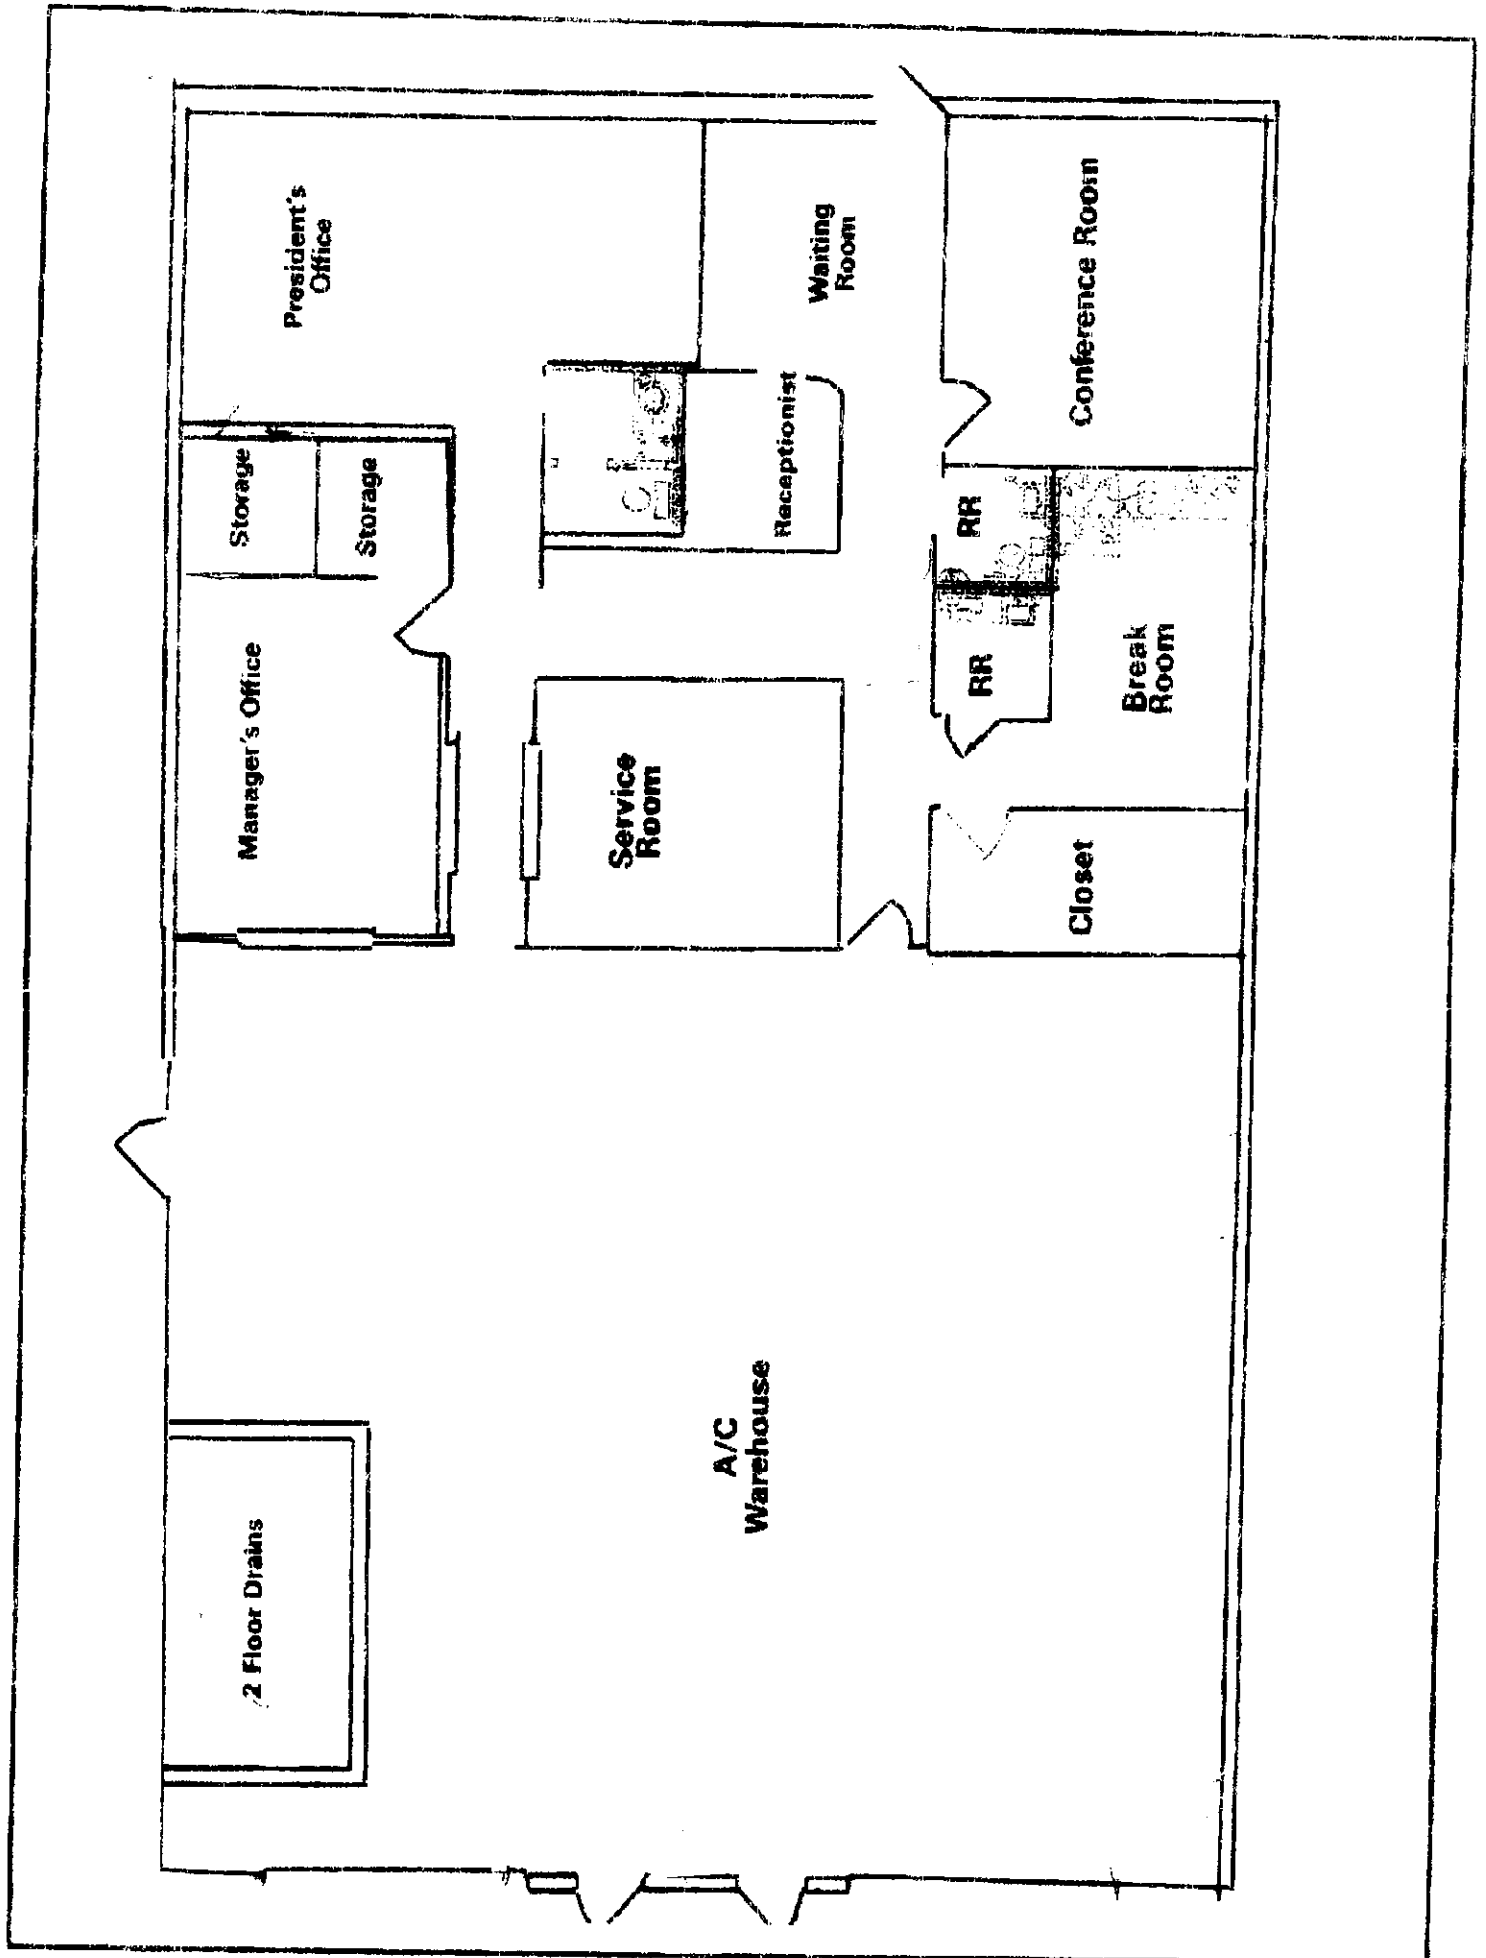 President's
Office
Waiting
Room
Conference Room
Storage
Storage
Receptionist
RR
RR
Manager's Office
Service
Room
Break
Room
Closet
A/C
Warehouse
2 Floor Drains